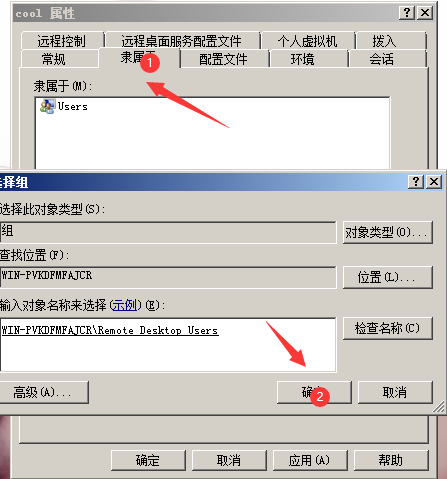 cool 属性
远程控制 远程桌面服务配置文件 个人虚拟机 拨入
常规 隶属于 配置文件 环境 会话
1
隶属于(M):
Users
选择组
选择此对象类型(S):
组
对象类型(O)...
查找位置(F):
WIN-PVKDFMFAJCR
位置(L)...
输入对象名称来选择(示例)(E):
WIN-PVKDFMFAJCR\Remote Desktop Users
检查名称(C)
高级(A)... 确定 取消
2
确定 取消 应用(A) 帮助